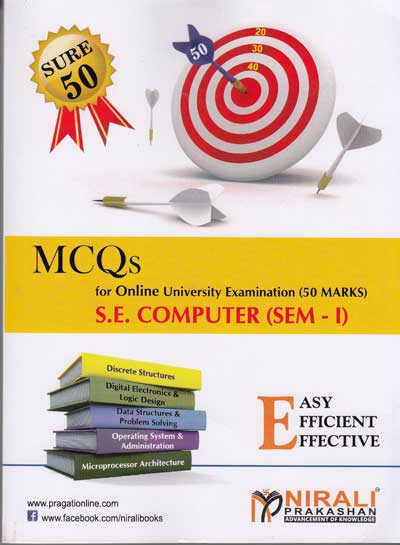 SURE
50
20
30
40
50
MCQs
for Online University Examination (50 MARKS)
S.E. COMPUTER (SEM - I)
Discrete Structures
Digital Electronics &
Logic Design
Data Structures &
Problem Solving
Operating System &
Administration
Microprocessor Architecture
EASY
EFFICIENT
EFFECTIVE
www.pragationline.com
f www.facebook.com/niralibooks
NIRALI
PRAKASHAN
ADVANCEMENT OF KNOWLEDGE